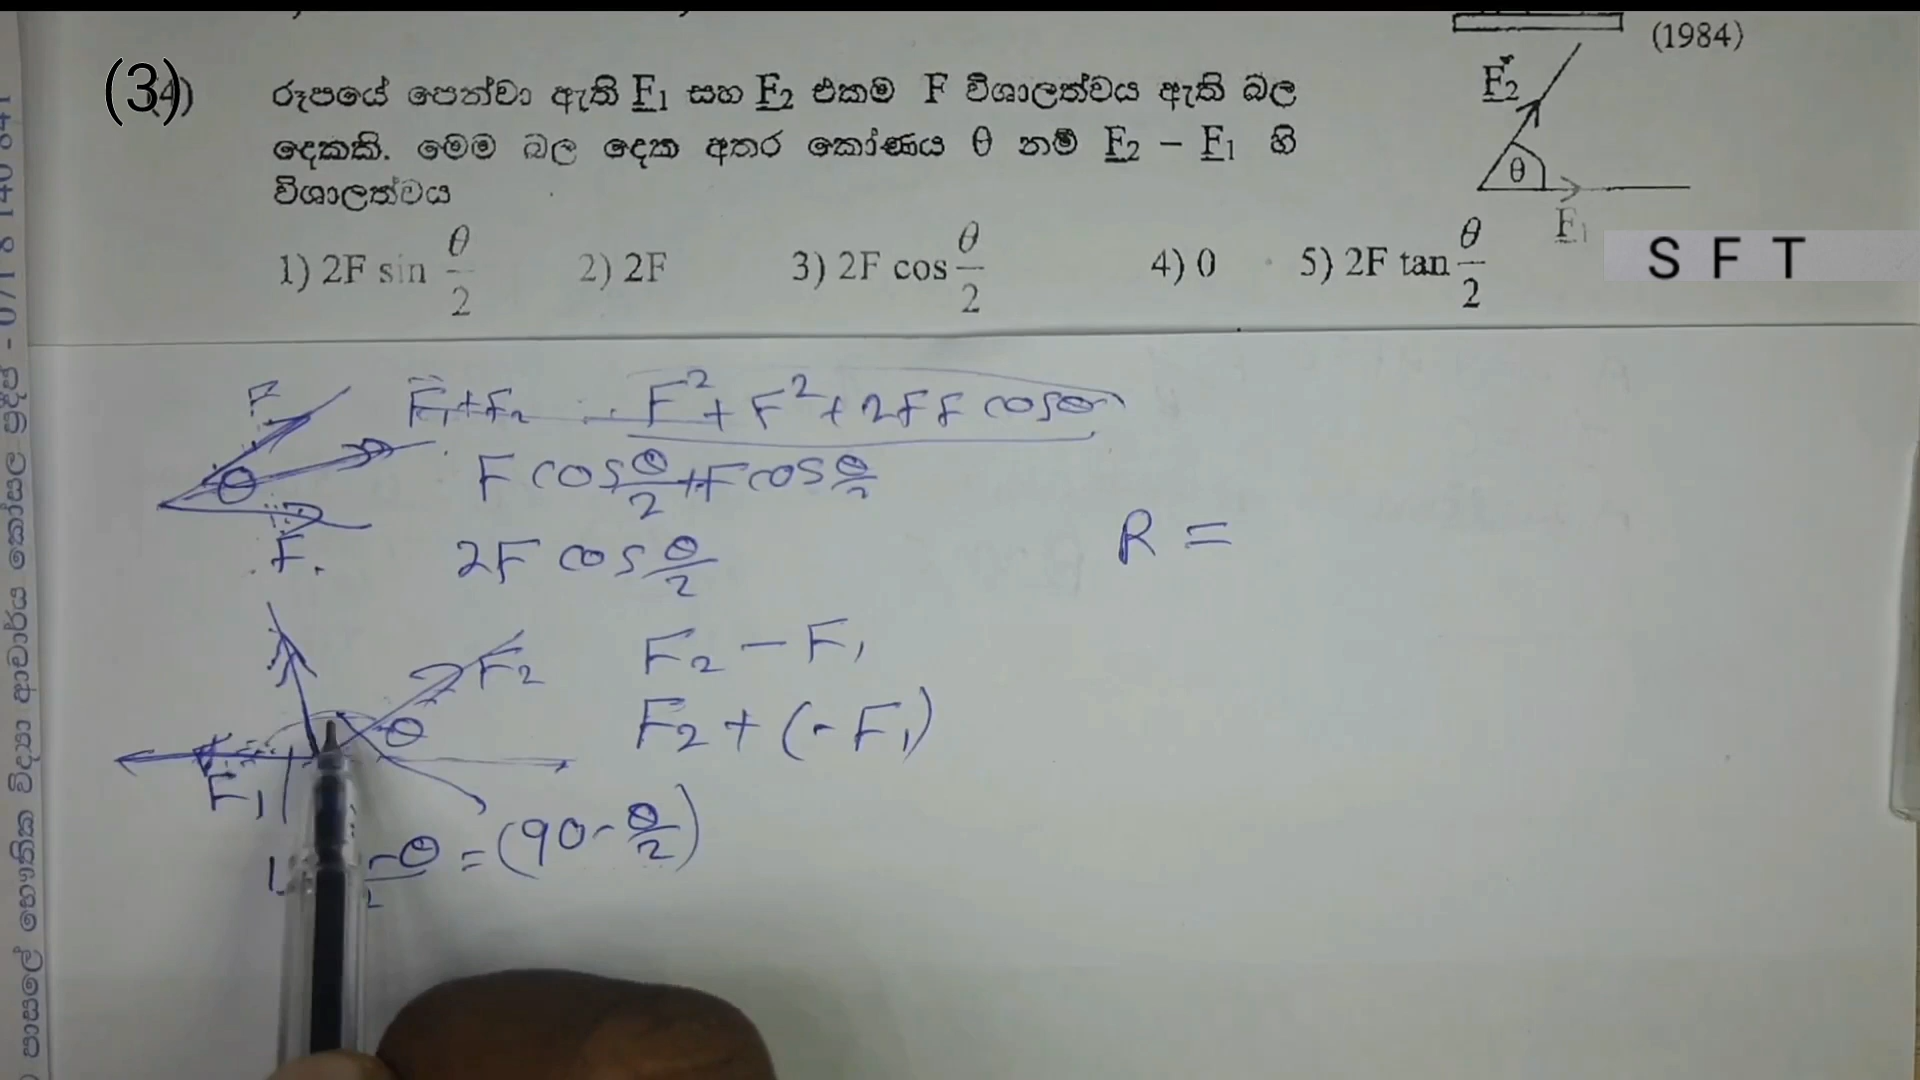 (1984)
(3)
රූපයේ පෙන්වා ඇති F1 සහ F2 එකම F විශාලත්වය ඇති බල
දෙකකි. මෙම බල දෙක අතර කෝණය θ නම් F2 − F1 හි
විශාලත්වය
1) 2F sin θ/2 2) 2F 3) 2F cos θ/2 4) 0 5) 2F tan θ/2
F2
θ
F1
S F T
F
θ
F
F1+F2 F²+F²+2FF cosθ
F cos θ/2 + F cos θ/2
2F cos θ/2
R =
F2
θ
F1
F2 − F1
F2 + (−F1)
−θ = (90 − θ/2)
2